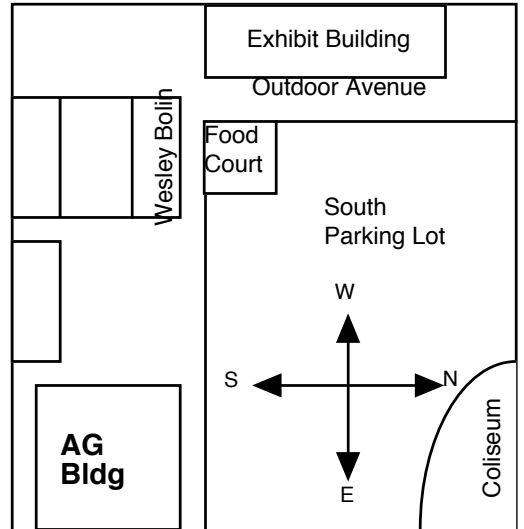 Exhibit Building
Outdoor Avenue
Wesley Bolin
Food
Court
South
Parking Lot
W
S
N
E
AG
Bldg
Coliseum